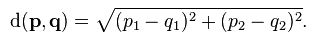 d(p, q) = √((p₁ − q₁)² + (p₂ − q₂)²).